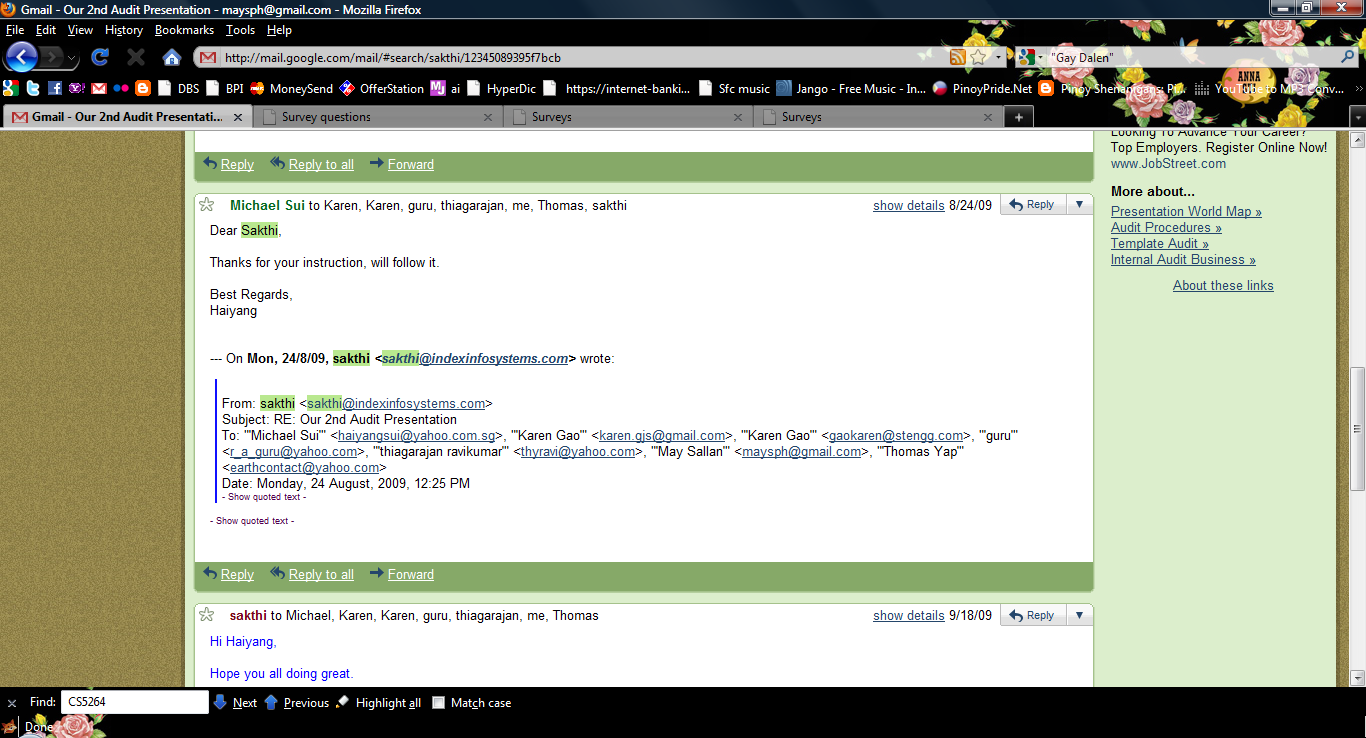 Gmail - Our 2nd Audit Presentation - maysph@gmail.com - Mozilla Firefox
File Edit View History Bookmarks Tools Help
http://mail.google.com/mail/#search/sakthi/12345089395f7bcb
"Gay Dalen"
DBS BPI MoneySend OfferStation ai HyperDic https://internet-banki... Sfc music Jango - Free Music - In... PinoyPride.Net Pinoy Shenanigans: Pi... YouTube to MP3 Conv...
ANNA
Gmail - Our 2nd Audit Presentati... Survey questions Surveys Surveys
Looking To Advance Your Career?
Top Employers. Register Online Now!
www.JobStreet.com
More about...
Presentation World Map »
Audit Procedures »
Template Audit »
Internal Audit Business »
About these links
Reply Reply to all Forward
Michael Sui to Karen, Karen, guru, thiagarajan, me, Thomas, sakthi show details 8/24/09 Reply
Dear Sakthi,
Thanks for your instruction, will follow it.
Best Regards,
Haiyang
--- On Mon, 24/8/09, sakthi <sakthi@indexinfosystems.com> wrote:
From: sakthi <sakthi@indexinfosystems.com>
Subject: RE: Our 2nd Audit Presentation
To: "'Michael Sui'" <haiyangsui@yahoo.com.sg>, "'Karen Gao'" <karen.gjs@gmail.com>, "'Karen Gao'" <gaokaren@stengg.com>, "'guru'"
<r_a_guru@yahoo.com>, "'thiagarajan ravikumar'" <thyravi@yahoo.com>, "'May Sallan'" <maysph@gmail.com>, "'Thomas Yap'"
<earthcontact@yahoo.com>
Date: Monday, 24 August, 2009, 12:25 PM
- Show quoted text -
- Show quoted text -
Reply Reply to all Forward
sakthi to Michael, Karen, Karen, guru, thiagarajan, me, Thomas show details 9/18/09 Reply
Hi Haiyang,
Hope you all doing great.
Find: CS5264 Next Previous Highlight all Match case
Done